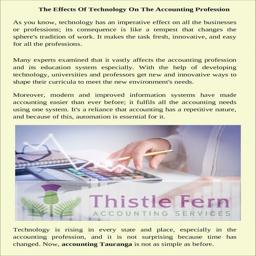 The Effects Of Technology On The Accounting Profession
As you know, technology has an imperative effect on all the businesses
or professions; its consequence is like a tempest that changes the
sphere's tradition of work. It makes the task fresh, innovative, and easy
for all the professions.
Many experts examined that it vastly affects the accounting profession
and its education system especially. With the help of developing
technology, universities and professors get new and innovative ways to
shape their curricula to meet the new environment's needs.
Moreover, modern and improved information systems have made
accounting easier than ever before; it fulfils all the accounting needs
using one system. It's a reliance that accounting has a repetitive nature,
and because of this, automation is essential for it.
Thistle Fern
ACCOUNTING SERVICES
Technology is rising in every state and place, especially in the
accounting profession, and it is not surprising because time has
changed. Now, accounting Tauranga is not as simple as before.